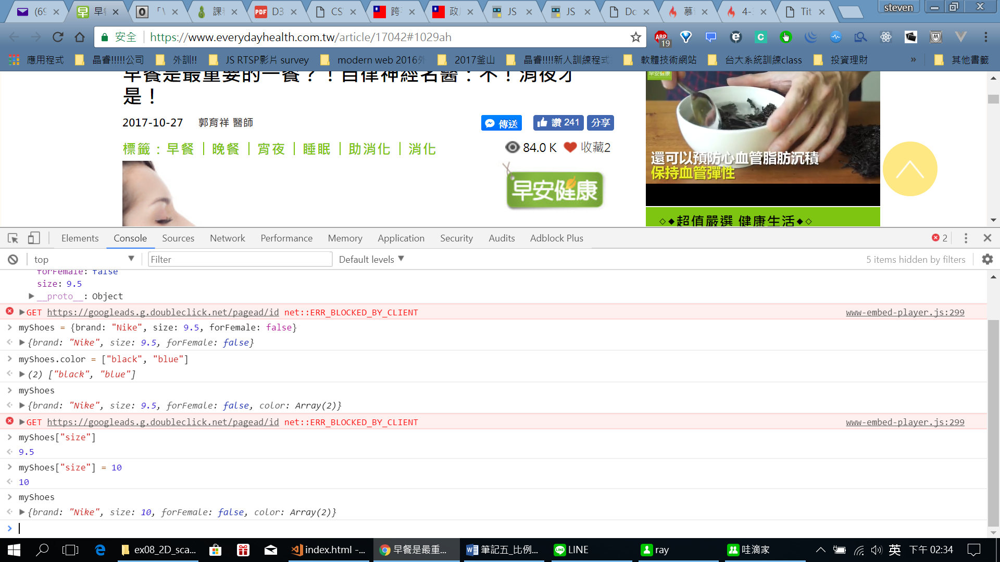 (69
早餐
「V
課程
PDF D3
CS
跨
政府
JS
JS
Do
慕
4-
Tit
steven
安全 https://www.everydayhealth.com.tw/article/17042#1029ah
ABP 19
應用程式 晶睿!!!!!公司 外訓!! JS RTSP影片 survey modern web 2016外 2017釜山 晶睿!!!!新人訓練程式 軟體技術網站 台大系統訓練class 投資理財 » 其他書籤
早餐是最重要的一餐？！自律神經名醫：不！消夜才
是！
2017-10-27 郭育祥 醫師
傳送 讚 241 分享
標籤：早餐｜晚餐｜宵夜｜睡眠｜助消化｜消化
84.0 K 收藏2
早安健康
早安健康
還可以預防心血管脂肪沉積
保持血管彈性
◇◆超值嚴選 健康生活◆◇
Elements Console Sources Network Performance Memory Application Security Audits Adblock Plus 2
top Filter Default levels 5 items hidden by filters
forFemale: false
size: 9.5
__proto__: Object
GET https://googleads.g.doubleclick.net/pagead/id net::ERR_BLOCKED_BY_CLIENT www-embed-player.js:299
myShoes = {brand: "Nike", size: 9.5, forFemale: false}
{brand: "Nike", size: 9.5, forFemale: false}
myShoes.color = ["black", "blue"]
(2) ["black", "blue"]
myShoes
{brand: "Nike", size: 9.5, forFemale: false, color: Array(2)}
GET https://googleads.g.doubleclick.net/pagead/id net::ERR_BLOCKED_BY_CLIENT www-embed-player.js:299
myShoes["size"]
9.5
myShoes["size"] = 10
10
myShoes
{brand: "Nike", size: 10, forFemale: false, color: Array(2)}
ex08_2D_sca... index.html -... 早餐是最重... 筆記五_比例... LINE ray 哇滴家 英 下午 02:34